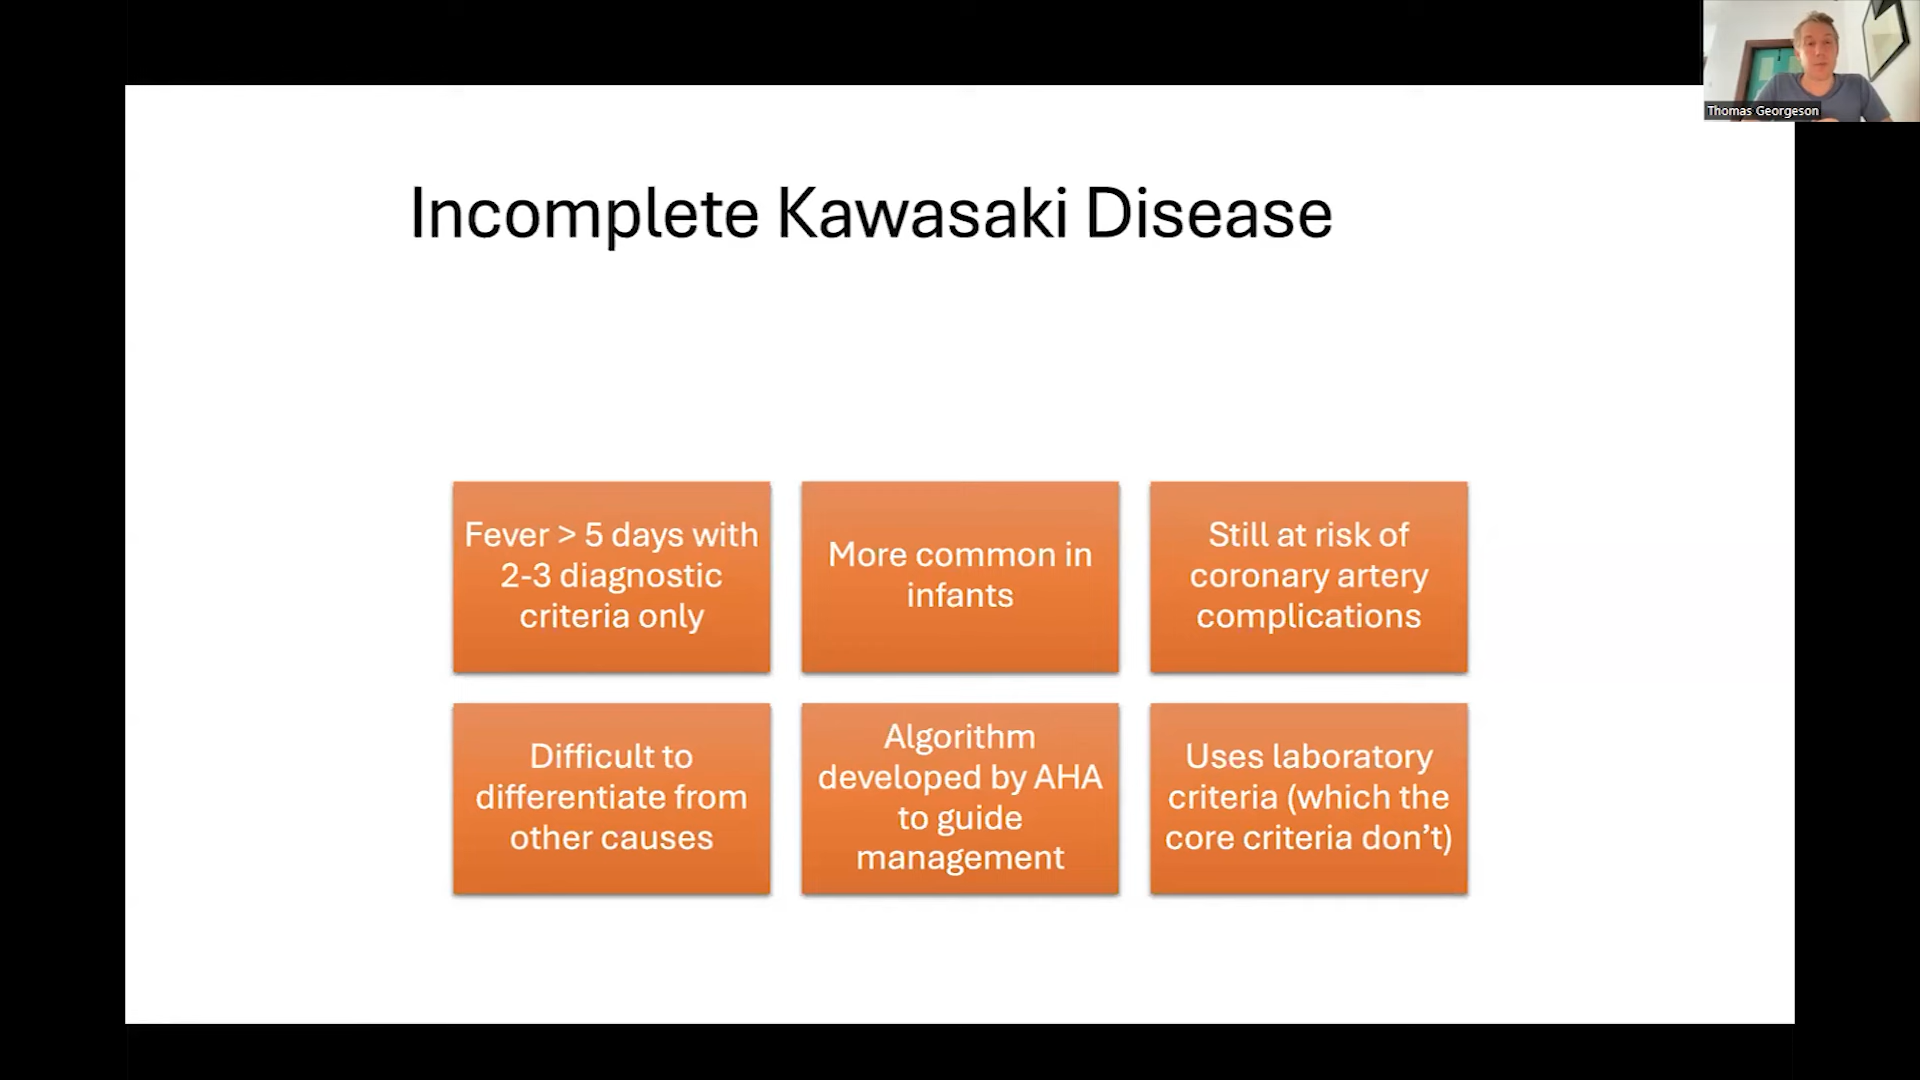 Thomas Georgeson
Incomplete Kawasaki Disease
Fever > 5 days with
2-3 diagnostic
criteria only
More common in
infants
Still at risk of
coronary artery
complications
Difficult to
differentiate from
other causes
Algorithm
developed by AHA
to guide
management
Uses laboratory
criteria (which the
core criteria don’t)